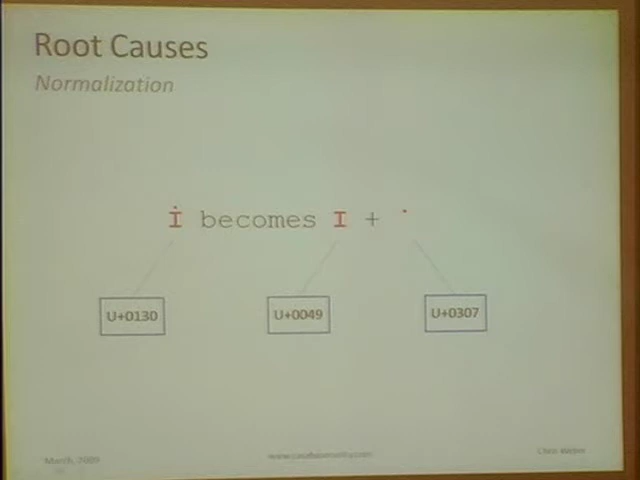 Root Causes
Normalization
İ becomes I + ̇
U+0130 U+0049 U+0307
March, 2009 Chris Weber